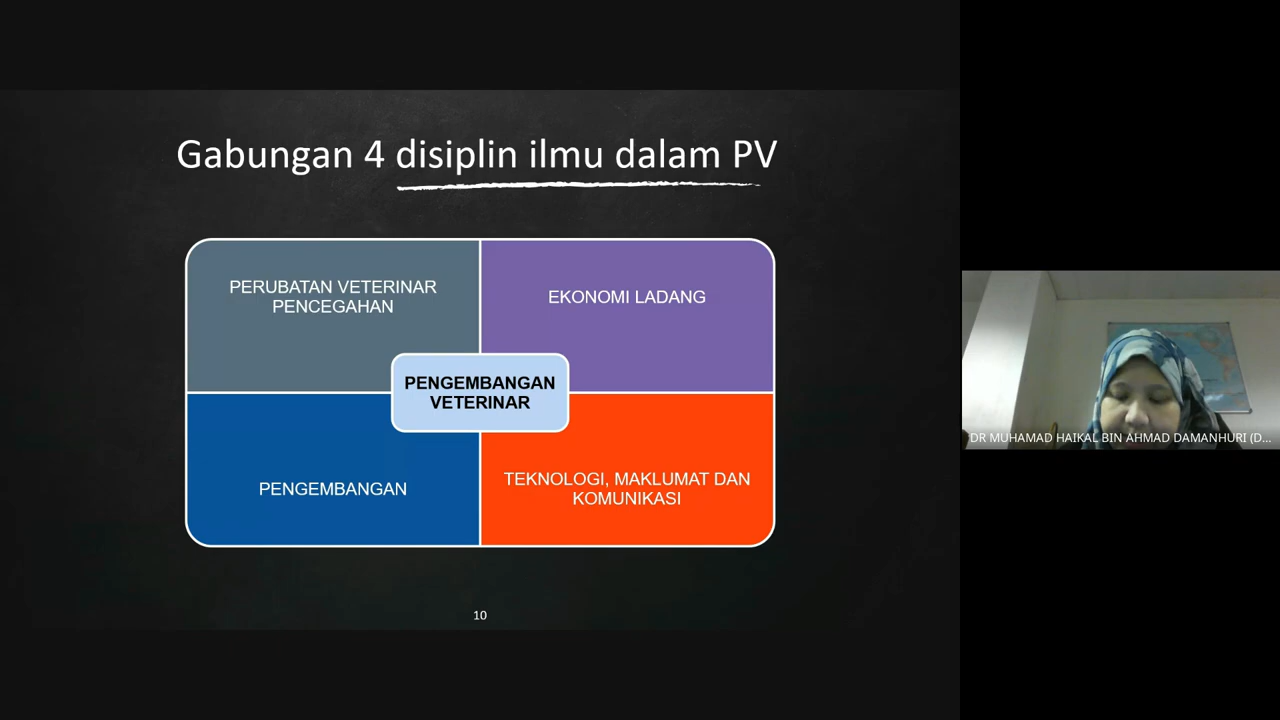 Gabungan 4 disiplin ilmu dalam PV
PERUBATAN VETERINAR
PENCEGAHAN
EKONOMI LADANG
PENGEMBANGAN
VETERINAR
PENGEMBANGAN
TEKNOLOGI, MAKLUMAT DAN
KOMUNIKASI
10
DR MUHAMAD HAIKAL BIN AHMAD DAMANHURI (D...